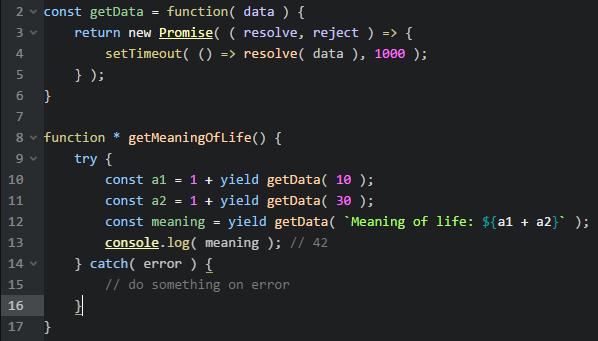 2 const getData = function( data ) {
3     return new Promise( ( resolve, reject ) => {
4         setTimeout( () => resolve( data ), 1000 );
5     } );
6 }
7
8 function * getMeaningOfLife() {
9     try {
10         const a1 = 1 + yield getData( 10 );
11         const a2 = 1 + yield getData( 30 );
12         const meaning = yield getData( `Meaning of life: ${a1 + a2}` );
13         console.log( meaning ); // 42
14     } catch( error ) {
15         // do something on error
16     }
17 }